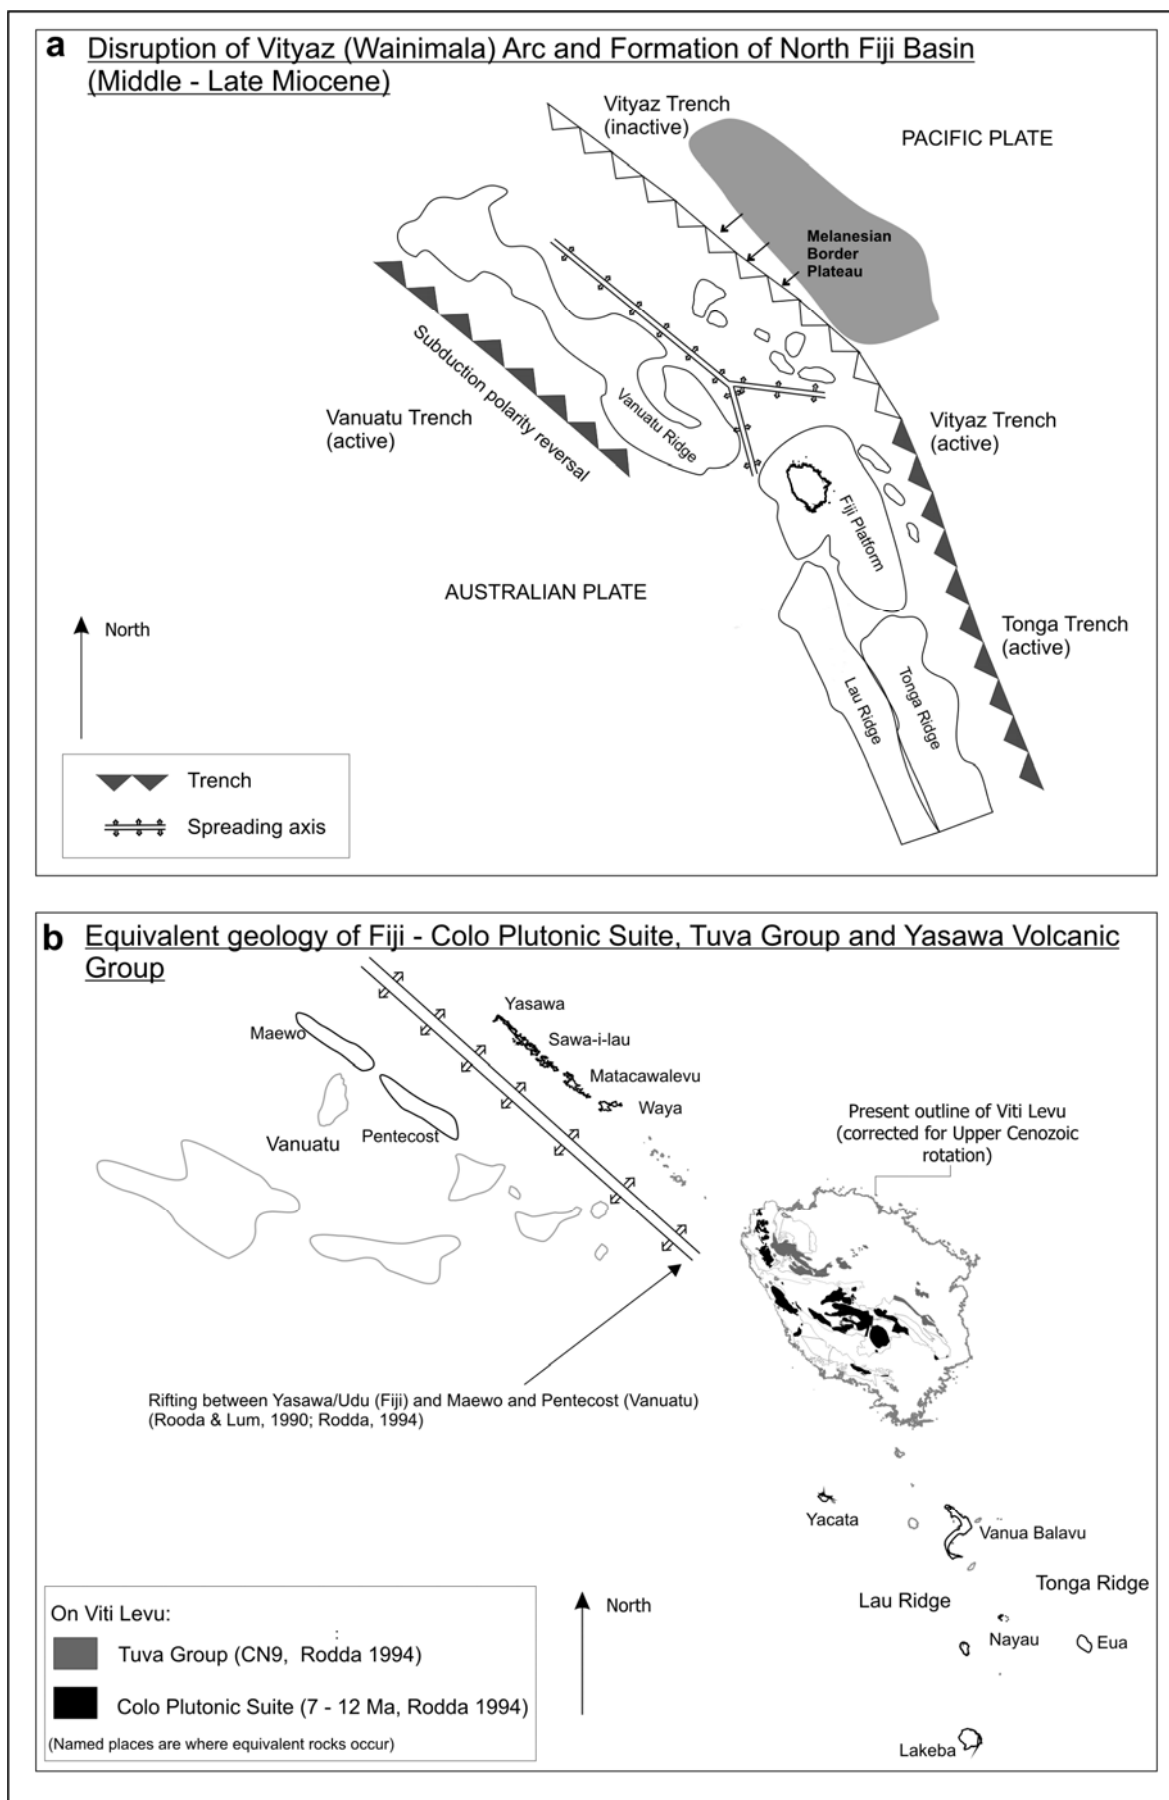 a Disruption of Vityaz (Wainimala) Arc and Formation of North Fiji Basin
(Middle - Late Miocene)
Vityaz Trench
(inactive)
PACIFIC PLATE
Melanesian
Border
Plateau
Subduction polarity reversal
Vanuatu Trench
(active)
Vanuatu Ridge
Vityaz Trench
(active)
Fiji Platform
AUSTRALIAN PLATE
North
Tonga Trench
(active)
Lau Ridge
Tonga Ridge
Trench
Spreading axis
b Equivalent geology of Fiji - Colo Plutonic Suite, Tuva Group and Yasawa Volcanic
Group
Yasawa
Maewo
Sawa-i-lau
Matacawalevu
Waya
Pentecost
Vanuatu
Present outline of Viti Levu
(corrected for Upper Cenozoic
rotation)
Rifting between Yasawa/Udu (Fiji) and Maewo and Pentecost (Vanuatu)
(Rooda & Lum, 1990; Rodda, 1994)
Yacata
Vanua Balavu
Tonga Ridge
Lau Ridge
Nayau
Eua
Lakeba
North
On Viti Levu:
Tuva Group (CN9, Rodda 1994)
Colo Plutonic Suite (7 - 12 Ma, Rodda 1994)
(Named places are where equivalent rocks occur)